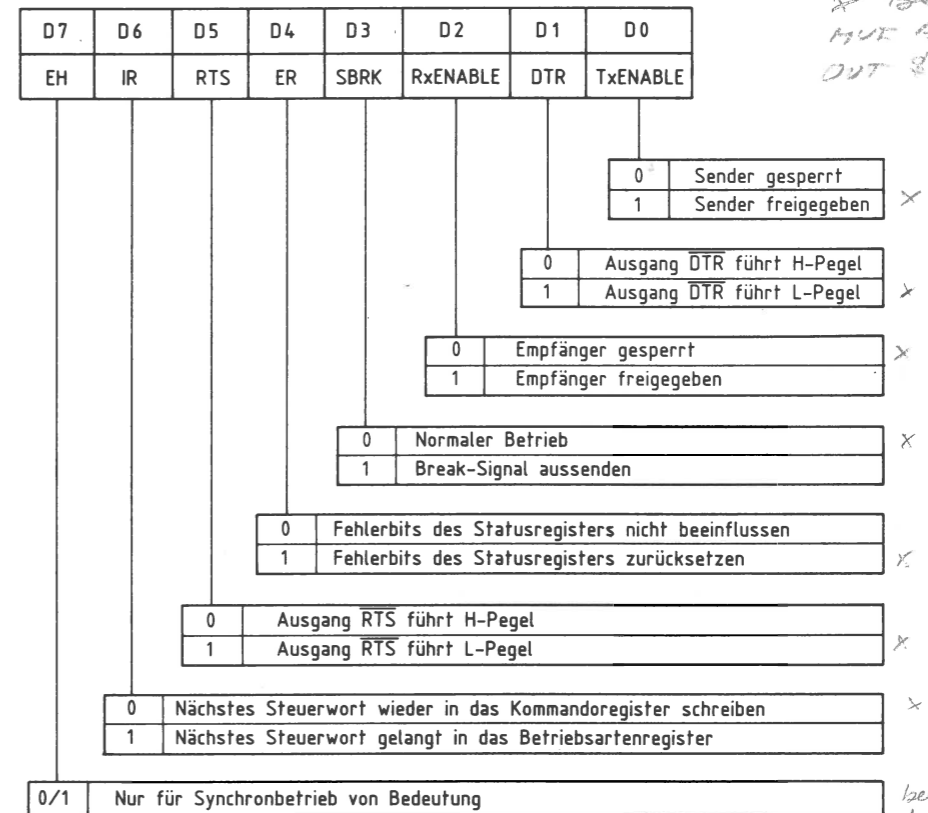 D7 D6 D5 D4 D3 D2 D1 D0
EH IR RTS ER SBRK RxENABLE DTR TxENABLE
OUT
0 Sender gesperrt
1 Sender freigegeben x
0 Ausgang D̅T̅R̅ führt H-Pegel
1 Ausgang D̅T̅R̅ führt L-Pegel x
0 Empfänger gesperrt x
1 Empfänger freigegeben
0 Normaler Betrieb x
1 Break-Signal aussenden
0 Fehlerbits des Statusregisters nicht beeinflussen
1 Fehlerbits des Statusregisters zurücksetzen x
0 Ausgang R̅T̅S̅ führt H-Pegel
1 Ausgang R̅T̅S̅ führt L-Pegel x
0 Nächstes Steuerwort wieder in das Kommandoregister schreiben x
1 Nächstes Steuerwort gelangt in das Betriebsartenregister
0/1 Nur für Synchronbetrieb von Bedeutung